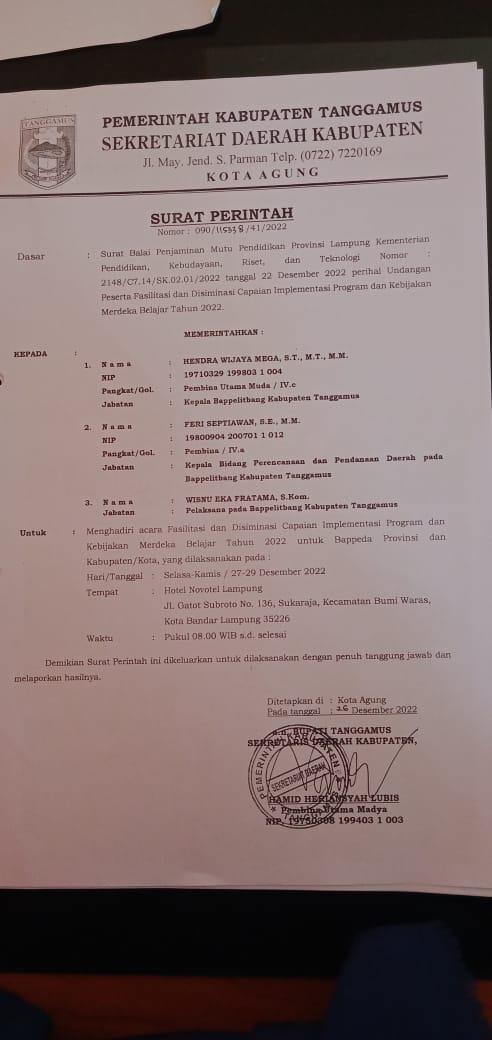 TANGGAMUS
PEMERINTAH KABUPATEN TANGGAMUS
SEKRETARIAT DAERAH KABUPATEN
Jl. May. Jend. S. Parman Telp. (0722) 7220169
KOTA AGUNG
SURAT PERINTAH
Nomor : 090/11533 8/41/2022
Dasar : Surat Balai Penjaminan Mutu Pendidikan Provinsi Lampung Kementerian
Pendidikan, Kebudayaan, Riset, dan Teknologi Nomor :
2148/C7.14/SK.02.01/2022 tanggal 22 Desember 2022 perihal Undangan
Peserta Fasilitasi dan Disiminasi Capaian Implementasi Program dan Kebijakan
Merdeka Belajar Tahun 2022.
MEMERINTAHKAN :
KEPADA :
1. Nama : HENDRA WIJAYA MEGA, S.T., M.T., M.M.
NIP : 19710329 199803 1 004
Pangkat/Gol. : Pembina Utama Muda / IV.c
Jabatan : Kepala Bappelitbang Kabupaten Tanggamus
2. Nama : FERI SEPTIAWAN, S.E., M.M.
NIP : 19800904 200701 1 012
Pangkat/Gol. : Pembina / IV.a
Jabatan : Kepala Bidang Perencanaan dan Pendanaan Daerah pada
Bappelitbang Kabupaten Tanggamus
3. Nama : WISNU EKA FRATAMA, S.Kom.
Jabatan : Pelaksana pada Bappelitbang Kabupaten Tanggamus
Untuk : Menghadiri acara Fasilitasi dan Disiminasi Capaian Implementasi Program dan
Kebijakan Merdeka Belajar Tahun 2022 untuk Bappeda Provinsi dan
Kabupaten/Kota, yang dilaksanakan pada :
Hari/Tanggal : Selasa-Kamis / 27-29 Desember 2022
Tempat : Hotel Novotel Lampung
Jl. Gatot Subroto No. 136, Sukaraja, Kecamatan Bumi Waras,
Kota Bandar Lampung 35226
Waktu : Pukul 08.00 WIB s.d. selesai
Demikian Surat Perintah ini dikeluarkan untuk dilaksanakan dengan penuh tanggung jawab dan
melaporkan hasilnya.
Ditetapkan di : Kota Agung
Pada tanggal : 26 Desember 2022
a.n. BUPATI TANGGAMUS
SEKRETARIS DAERAH KABUPATEN,
SEKRETARIAT DAERAH
HAMID HERIANSYAH LUBIS
Pembina Utama Madya
NIP. 19750308 199403 1 003